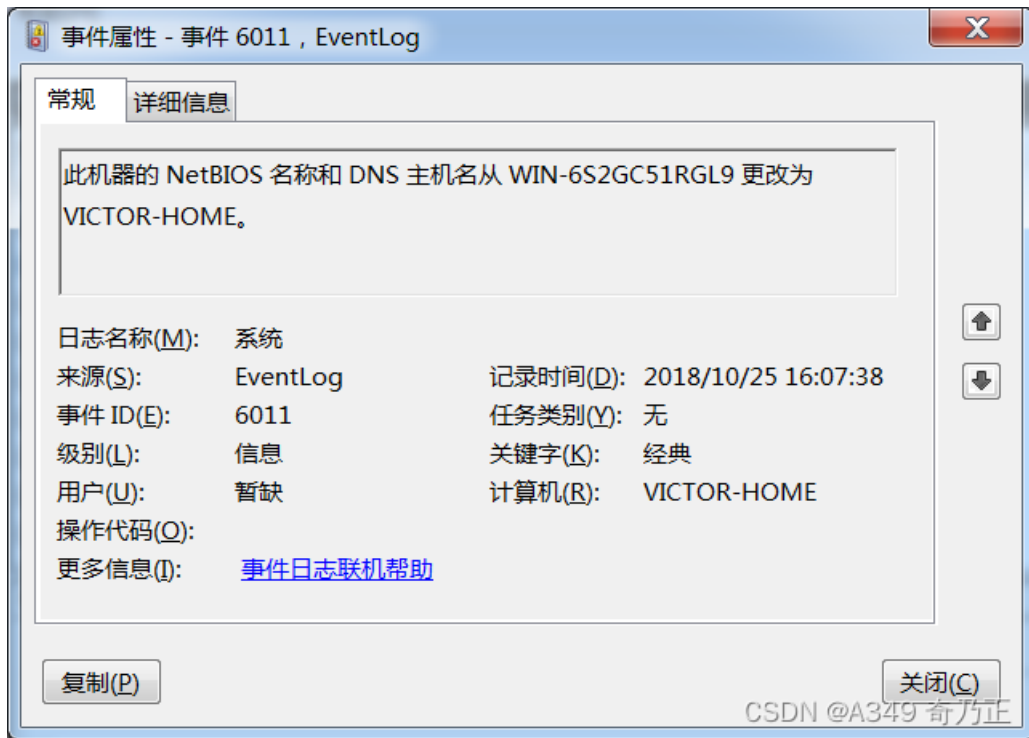 事件属性 - 事件 6011，EventLog
常规 详细信息
此机器的 NetBIOS 名称和 DNS 主机名从 WIN-6S2GC51RGL9 更改为
VICTOR-HOME。
日志名称(M): 系统
来源(S): EventLog 记录时间(D): 2018/10/25 16:07:38
事件 ID(E): 6011 任务类别(Y): 无
级别(L): 信息 关键字(K): 经典
用户(U): 暂缺 计算机(R): VICTOR-HOME
操作代码(O):
更多信息(I): 事件日志联机帮助
复制(P) 关闭(C)
CSDN @A349 奇乃正